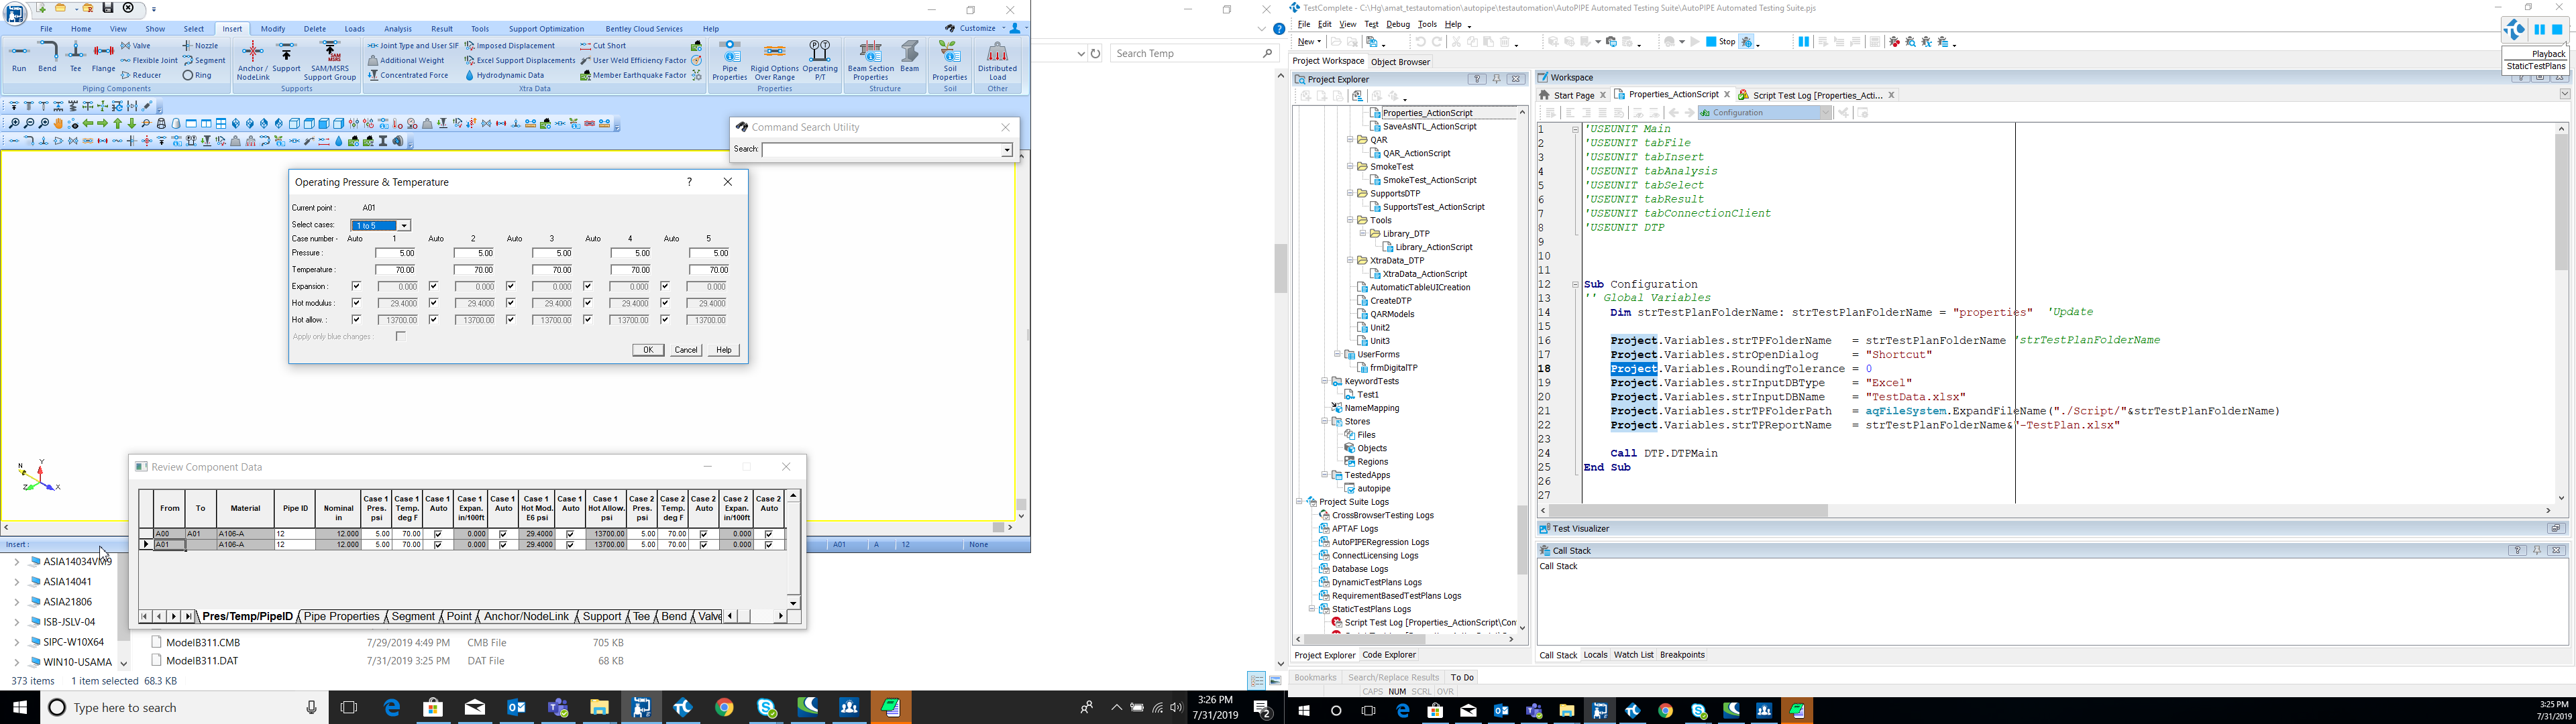 File Home View Show Select Insert Modify Delete Loads Analysis Result Tools Support Optimization Bentley Cloud Services Customize
Run Bend Tee Flange
Valve
Flexible Joint
Reducer
Nozzle
Segment
Ring
Piping Components
Anchor / NodeLink
Support
SAM/MSRS Support Group
Supports
Joint Type and User SIF
Additional Weight
Concentrated Force
Imposed Displacement
Excel Support Displacements
Hydrodynamic Data
Cut Short
User Weld Efficiency Factor
Member Earthquake Factor
Help
Xtra Data
Pipe Properties
Rigid Options Over Range
Operating P/T
Properties
Beam Section Properties
Beam
Structure
Soil Properties
Soil
Distributed Load
Other
Command Search Utility
Search:
Operating Pressure & Temperature
Current point : A01
Select cases: 1 to 5
Case number - Auto 1 Auto 2 Auto 3 Auto 4 Auto 5
Pressure : 5.00 5.00 5.00 5.00 5.00
Temperature : 70.00 70.00 70.00 70.00 70.00
Expansion : 0.000 0.000 0.000 0.000 0.000
Hot modulus : 29.4000 29.4000 29.4000 29.4000 29.4000
Hot allow. : 13700.00 13700.00 13700.00 13700.00 13700.00
Apply only blue changes :
OK Cancel Help
Review Component Data
From To Material Pipe ID Nominal in Case 1 Pres. psi Case 1 Temp. deg F Case 1 Auto Case 1 Expan. in/100ft Case 1 Auto Case 1 Hot Mod. E6 psi Case 1 Auto Case 1 Hot Allow. psi Case 2 Pres. psi Case 2 Temp. deg F Case 2 Auto Case 2 Expan. in/100ft Case 2 Auto
A00 A01 A106-A 12 12.000 5.00 70.00 0.000 29.4000 13700.00 5.00 70.00 0.000
A01 A106-A 12 12.000 5.00 70.00 0.000 29.4000 13700.00 5.00 70.00 0.000
Pres/Temp/PipeID Pipe Properties Segment Point Anchor/NodeLink Support Tee Bend Valve
Insert :
A01 A 12 None
ASIA14034VM9
ASIA14041
ASIA21806
ISB-JSLV-04
SIPC-W10X64
WIN10-USAMA
ModelB311.CMB 7/29/2019 4:49 PM CMB File 705 KB
ModelB311.DAT 7/31/2019 3:25 PM DAT File 68 KB
373 items 1 item selected 68.3 KB
Search Temp
Type here to search
3:26 PM
7/31/2019
2
TestComplete - C:\Hg\amat_testautomation\autopipe\testautomation\AutoPIPE Automated Testing Suite\AutoPIPE Automated Testing Suite.pjs
File Edit View Test Debug Tools Help
New
Stop
Playback
StaticTestPlans
Project Workspace Object Browser
Project Explorer
Properties_ActionScript
SaveAsNTL_ActionScript
QAR
QAR_ActionScript
SmokeTest
SmokeTest_ActionScript
SupportsDTP
SupportsTest_ActionScript
Tools
Library_DTP
Library_ActionScript
XtraData_DTP
XtraData_ActionScript
AutomaticTableUICreation
CreateDTP
QARModels
Unit2
Unit3
UserForms
frmDigitalTP
KeywordTests
Test1
NameMapping
Stores
Files
Objects
Regions
TestedApps
autopipe
Project Suite Logs
CrossBrowserTesting Logs
APTAF Logs
AutoPIPERegression Logs
ConnectLicensing Logs
Database Logs
DynamicTestPlans Logs
RequirementBasedTestPlans Logs
StaticTestPlans Logs
Script Test Log [Properties_ActionScript\Con
Project Explorer Code Explorer
Workspace
Start Page Properties_ActionScript Script Test Log [Properties_Acti...
Configuration
1 'USEUNIT Main
2 'USEUNIT tabFile
3 'USEUNIT tabInsert
4 'USEUNIT tabAnalysis
5 'USEUNIT tabSelect
6 'USEUNIT tabResult
7 'USEUNIT tabConnectionClient
8 'USEUNIT DTP
9
10
11
12 Sub Configuration
13 '' Global Variables
14 Dim strTestPlanFolderName: strTestPlanFolderName = "properties" 'Update
15
16 Project.Variables.strTPFolderName = strTestPlanFolderName 'strTestPlanFolderName
17 Project.Variables.strOpenDialog = "Shortcut"
18 Project.Variables.RoundingTolerance = 0
19 Project.Variables.strInputDBType = "Excel"
20 Project.Variables.strInputDBName = "TestData.xlsx"
21 Project.Variables.strTPFolderPath = aqFileSystem.ExpandFileName("./Script/"&strTestPlanFolderName)
22 Project.Variables.strTPReportName = strTestPlanFolderName&"-TestPlan.xlsx"
23
24 Call DTP.DTPMain
25 End Sub
26
27
Test Visualizer
Call Stack
Call Stack
Call Stack Locals Watch List Breakpoints
Bookmarks Search/Replace Results To Do
CAPS NUM SCRL OVR
3:25 PM
7/31/2019